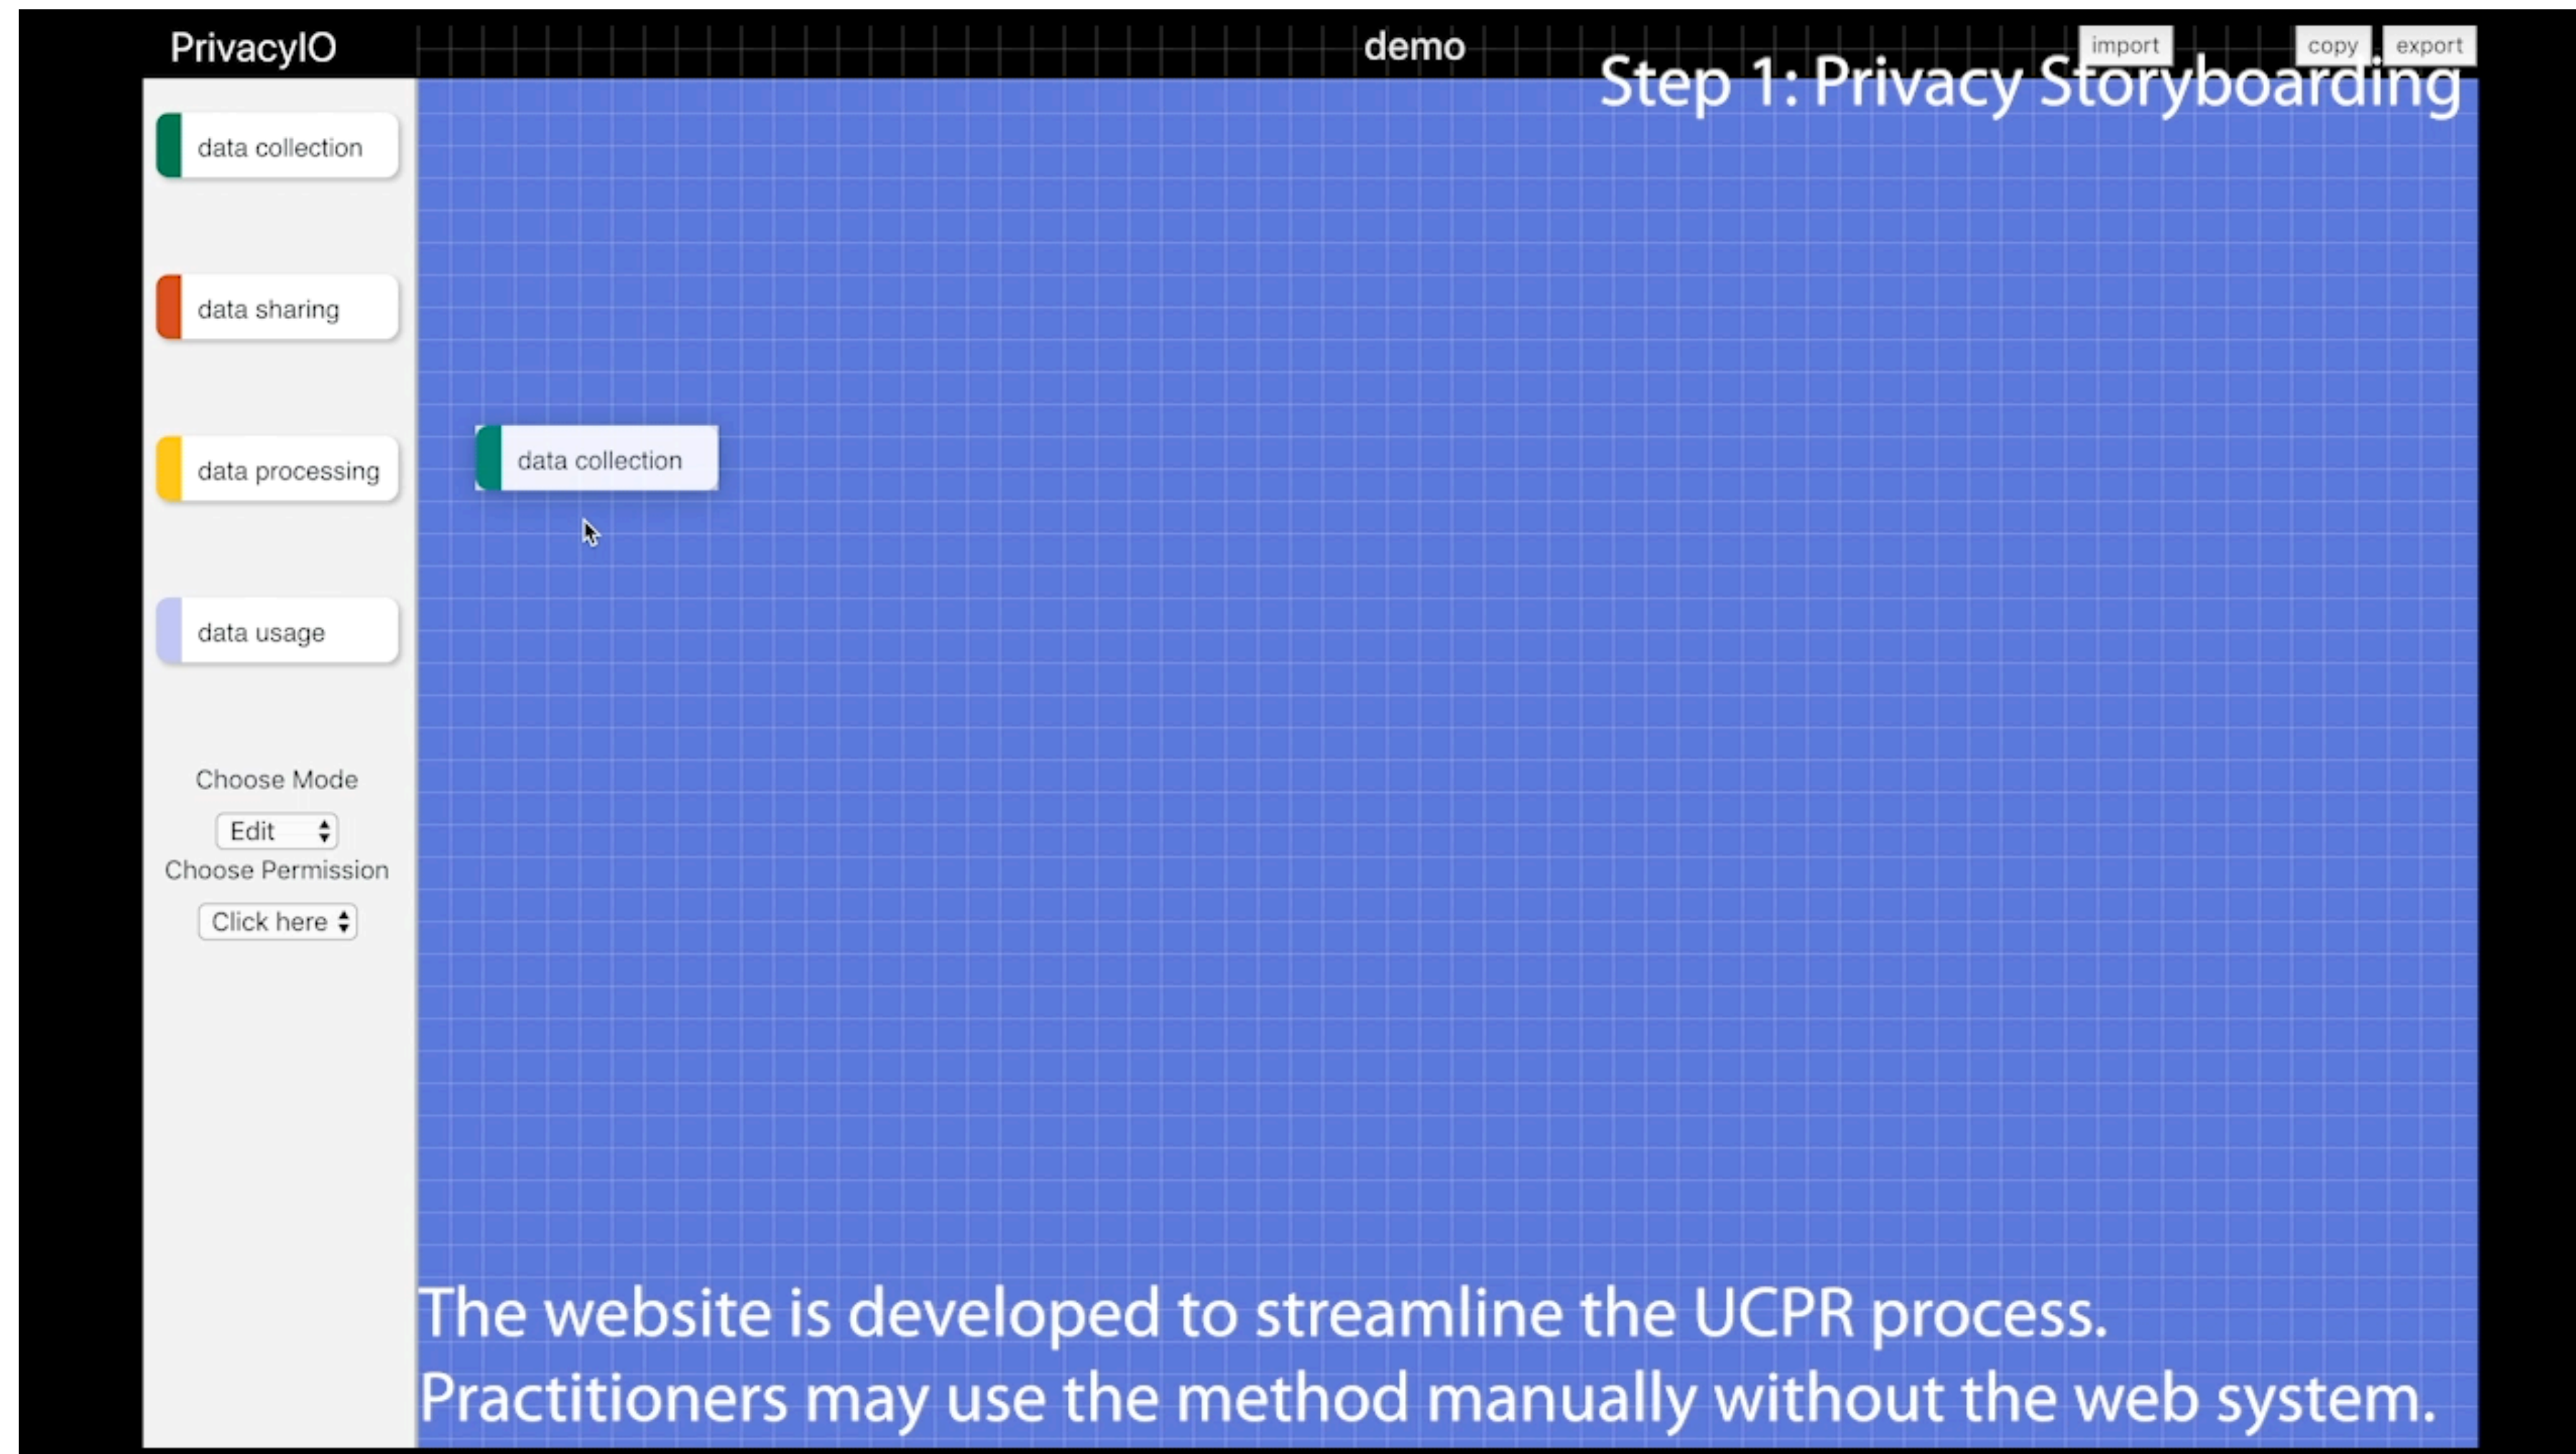 PrivacyIO
demo
import
copy
export
Step 1: Privacy Storyboarding
data collection
data sharing
data processing
data usage
data collection
Choose Mode
Edit
Choose Permission
Click here
The website is developed to streamline the UCPR process.
Practitioners may use the method manually without the web system.